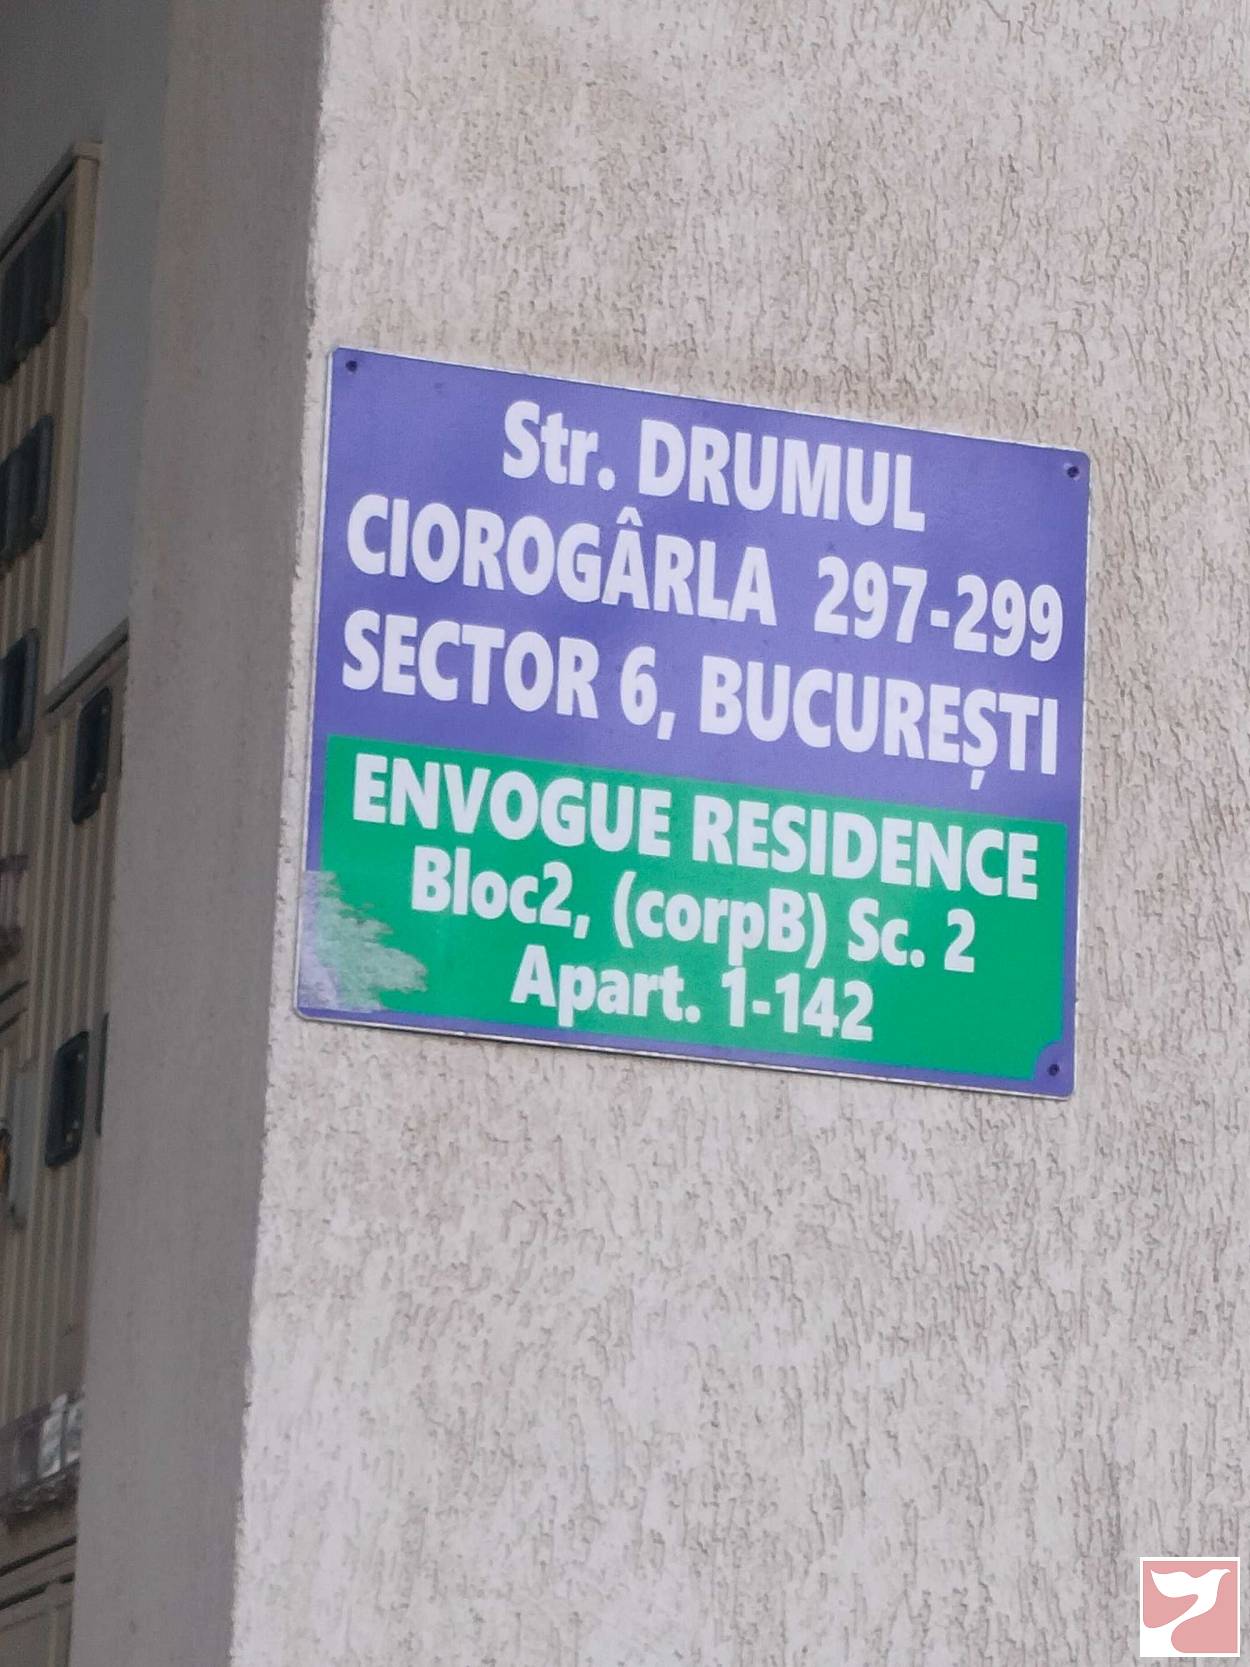 Str. DRUMUL
CIOROGÂRLA 297-299
SECTOR 6, BUCUREȘTI
ENVOGUE RESIDENCE
Bloc2, (corpB) Sc. 2
Apart. 1-142